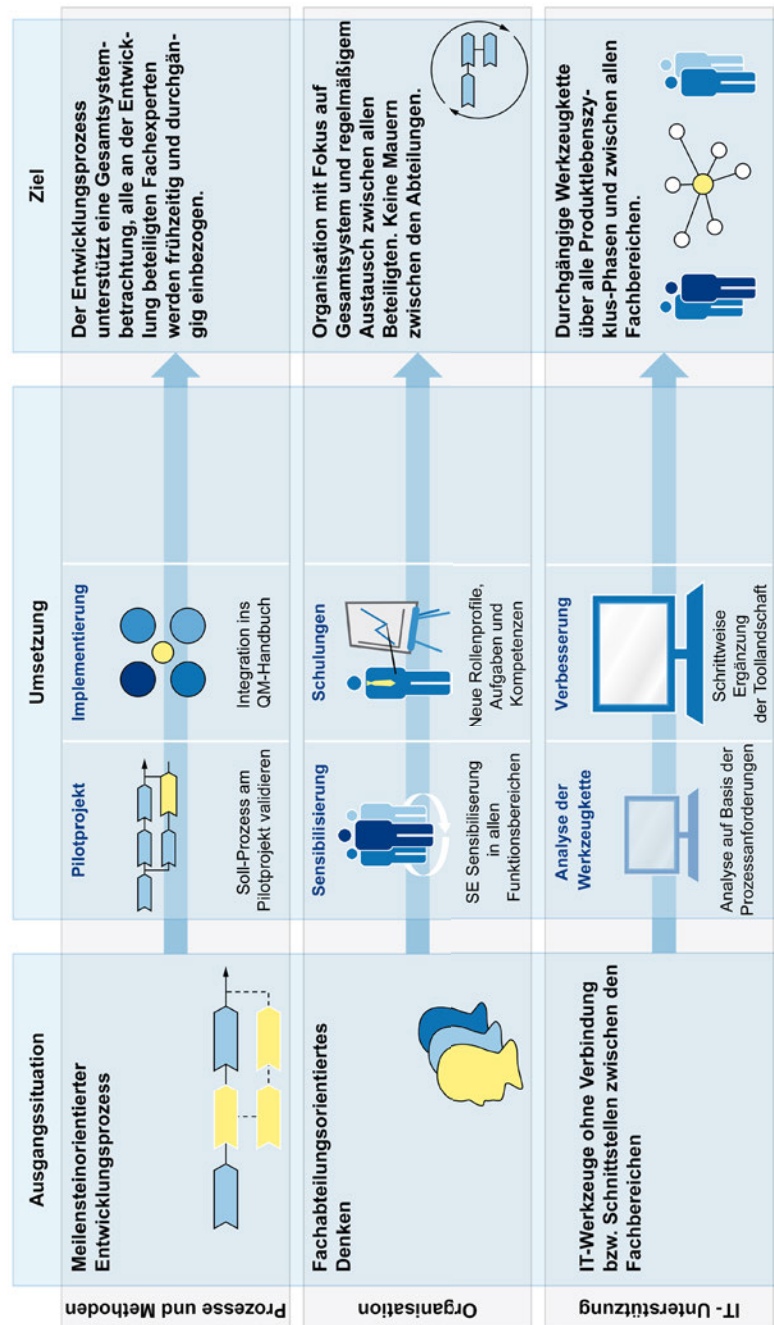 Ausgangssituation
Umsetzung
Ziel
Prozesse und Methoden
Meilensteinorientierter
Entwicklungsprozess
Pilotprojekt
Soll-Prozess am
Pilotprojekt validieren
Implementierung
Integration ins
QM-Handbuch
Der Entwicklungsprozess
unterstützt eine Gesamtsystem-
betrachtung, alle an der Entwick-
lung beteiligten Fachexperten
werden frühzeitig und durchgän-
gig einbezogen.
Organisation
Fachabteilungsorientiertes
Denken
Sensibilisierung
SE Sensibiliserung
in allen
Funktionsbereichen
Schulungen
Neue Rollenprofile,
Aufgaben und
Kompetenzen
Organisation mit Fokus auf
Gesamtsystem und regelmäßigem
Austausch zwischen allen
Beteiligten. Keine Mauern
zwischen den Abteilungen.
IT- Unterstützung
IT-Werkzeuge ohne Verbindung
bzw. Schnittstellen zwischen den
Fachbereichen
Analyse der
Werkzeugkette
Analyse auf Basis der
Prozessanforderungen
Verbesserung
Schrittweise
Ergänzung
der Toollandschaft
Durchgängige Werkzeugkette
über alle Produktlebenszy-
klus-Phasen und zwischen allen
Fachbereichen.